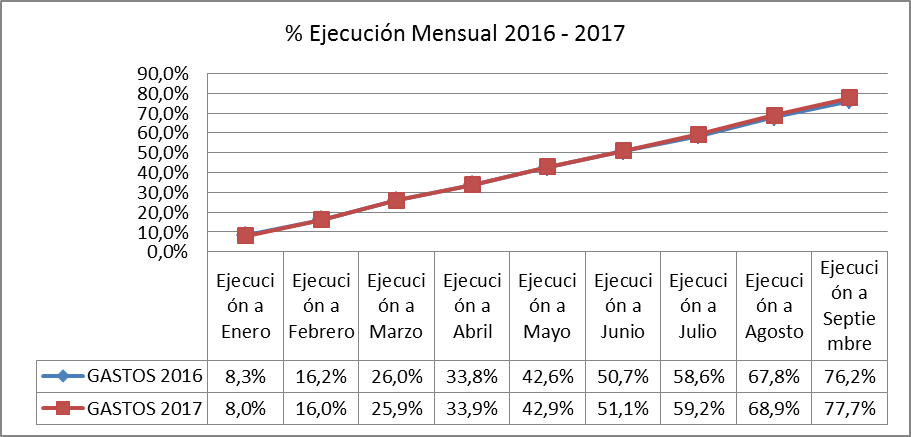 % Ejecución Mensual 2016 - 2017
90,0%
80,0%
70,0%
60,0%
50,0%
40,0%
30,0%
20,0%
10,0%
0,0%
Ejecuci
ón a
Enero
Ejecuci
ón a
Febrero
Ejecuci
ón a
Marzo
Ejecuci
ón a
Abril
Ejecuci
ón a
Mayo
Ejecuci
ón a
Junio
Ejecuci
ón a
Julio
Ejecuci
ón a
Agosto
Ejecuci
ón a
Septie
mbre
GASTOS 2016 8,3% 16,2% 26,0% 33,8% 42,6% 50,7% 58,6% 67,8% 76,2%
GASTOS 2017 8,0% 16,0% 25,9% 33,9% 42,9% 51,1% 59,2% 68,9% 77,7%